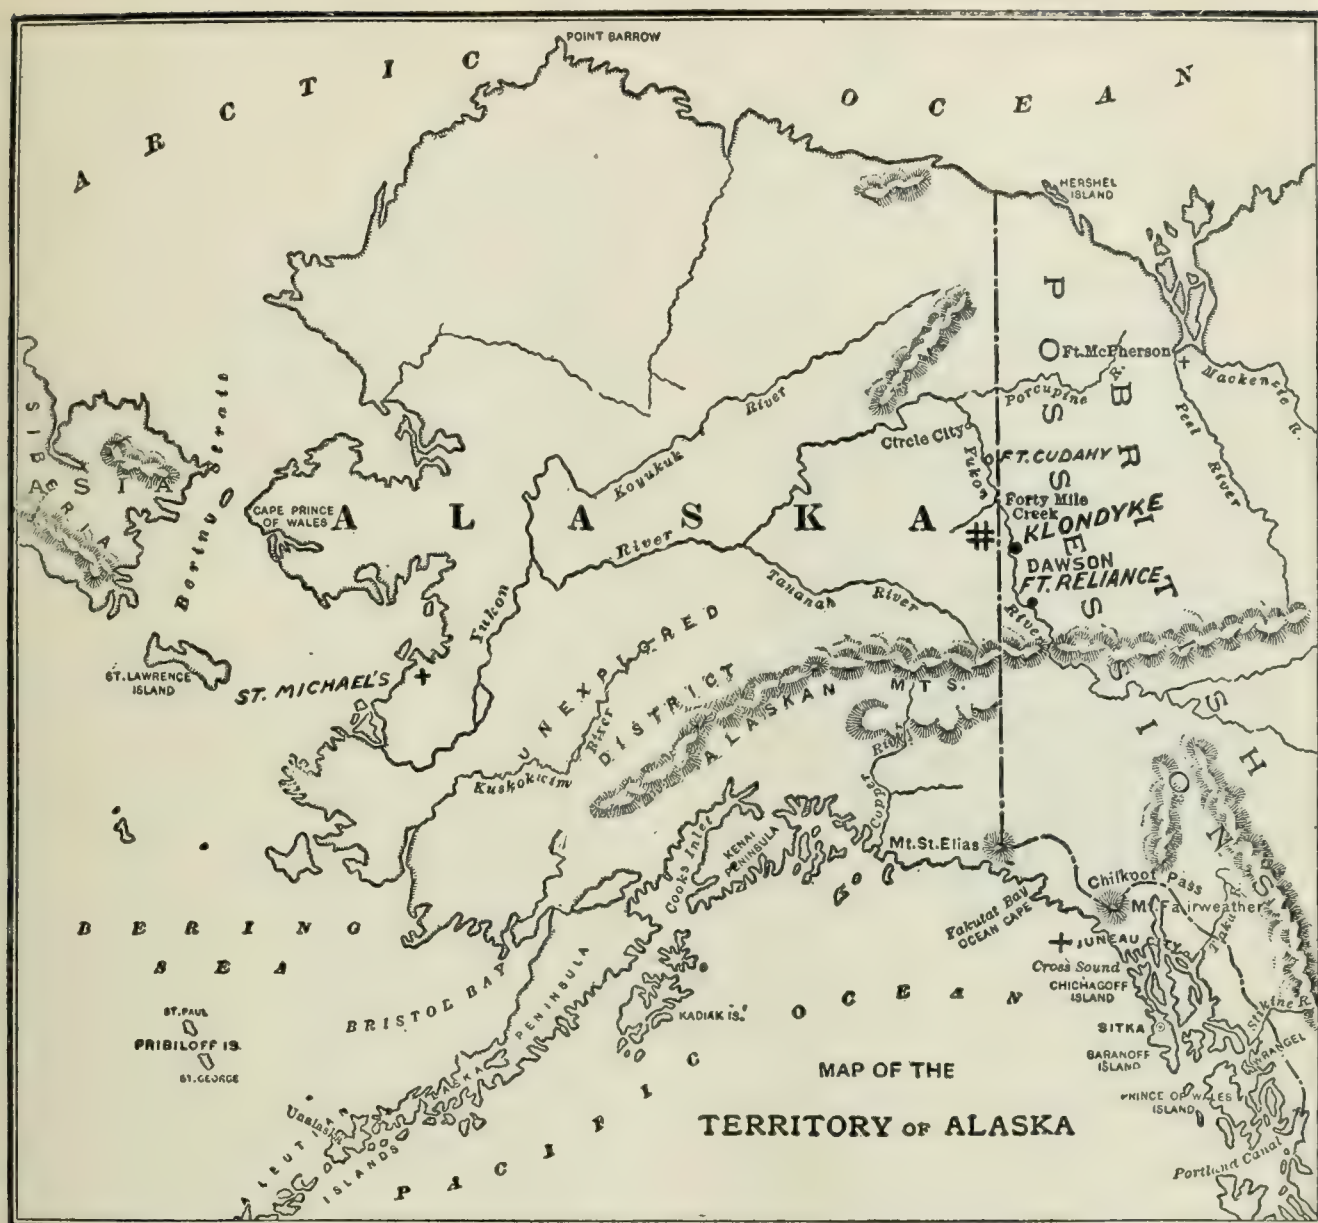 POINT BARROW
ARCTIC OCEAN
HERSHEL
ISLAND
Ft. McPherson
Mackenzie R.
Porcupine R.
Peel River
BRITISH
POSSESSIONS
Circle City
FT. CUDAHY
Yukon
Forty Mile
Creek
KLONDYKE
#
DAWSON
FT. RELIANCE
River
SIBERIA
ASIA
Bering Strait
CAPE PRINCE
OF WALES
ALASKA
Koyukuk River
River
Yukon
Tananah River
ST. LAWRENCE
ISLAND
ST. MICHAEL'S
UNEXPLORED
DISTRICT
Kuskokwim River
ALASKAN MTS.
Copper River
Mt. St. Elias
Chilkoot Pass
Mt. Fairweather
Yakutat Bay
OCEAN CAPE
JUNEAU CITY
Taku R.
Cross Sound
CHICHAGOFF
ISLAND
SITKA
BARANOFF
ISLAND
Stikine R.
WRANGEL
PRINCE OF WALES
ISLAND
Portland Canal
Cooks Inlet
KENAI
PENINSULA
KADIAK IS.
BERING
SEA
ST. PAUL
PRIBILOFF IS.
ST. GEORGE
BRISTOL BAY
ALASKA PENINSULA
Unalaska
ALEUTIAN
ISLANDS
PACIFIC OCEAN
MAP OF THE
TERRITORY OF ALASKA